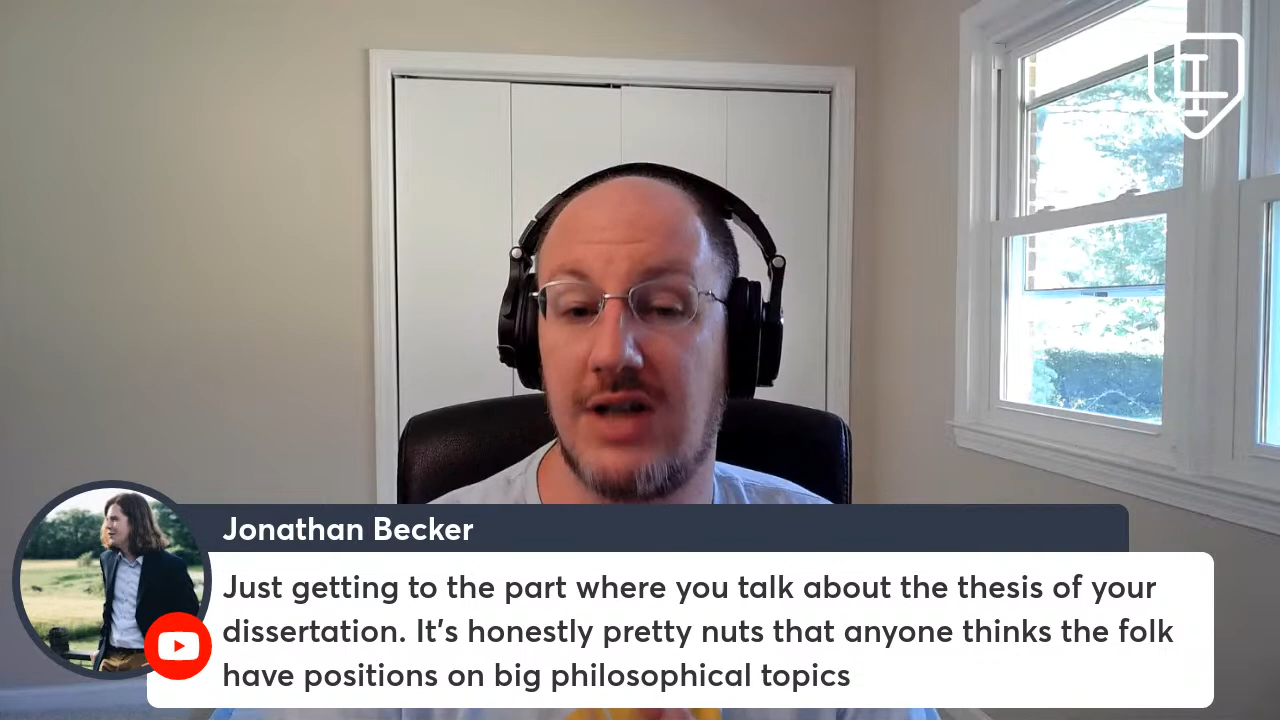 Jonathan Becker
Just getting to the part where you talk about the thesis of your
dissertation. It's honestly pretty nuts that anyone thinks the folk
have positions on big philosophical topics